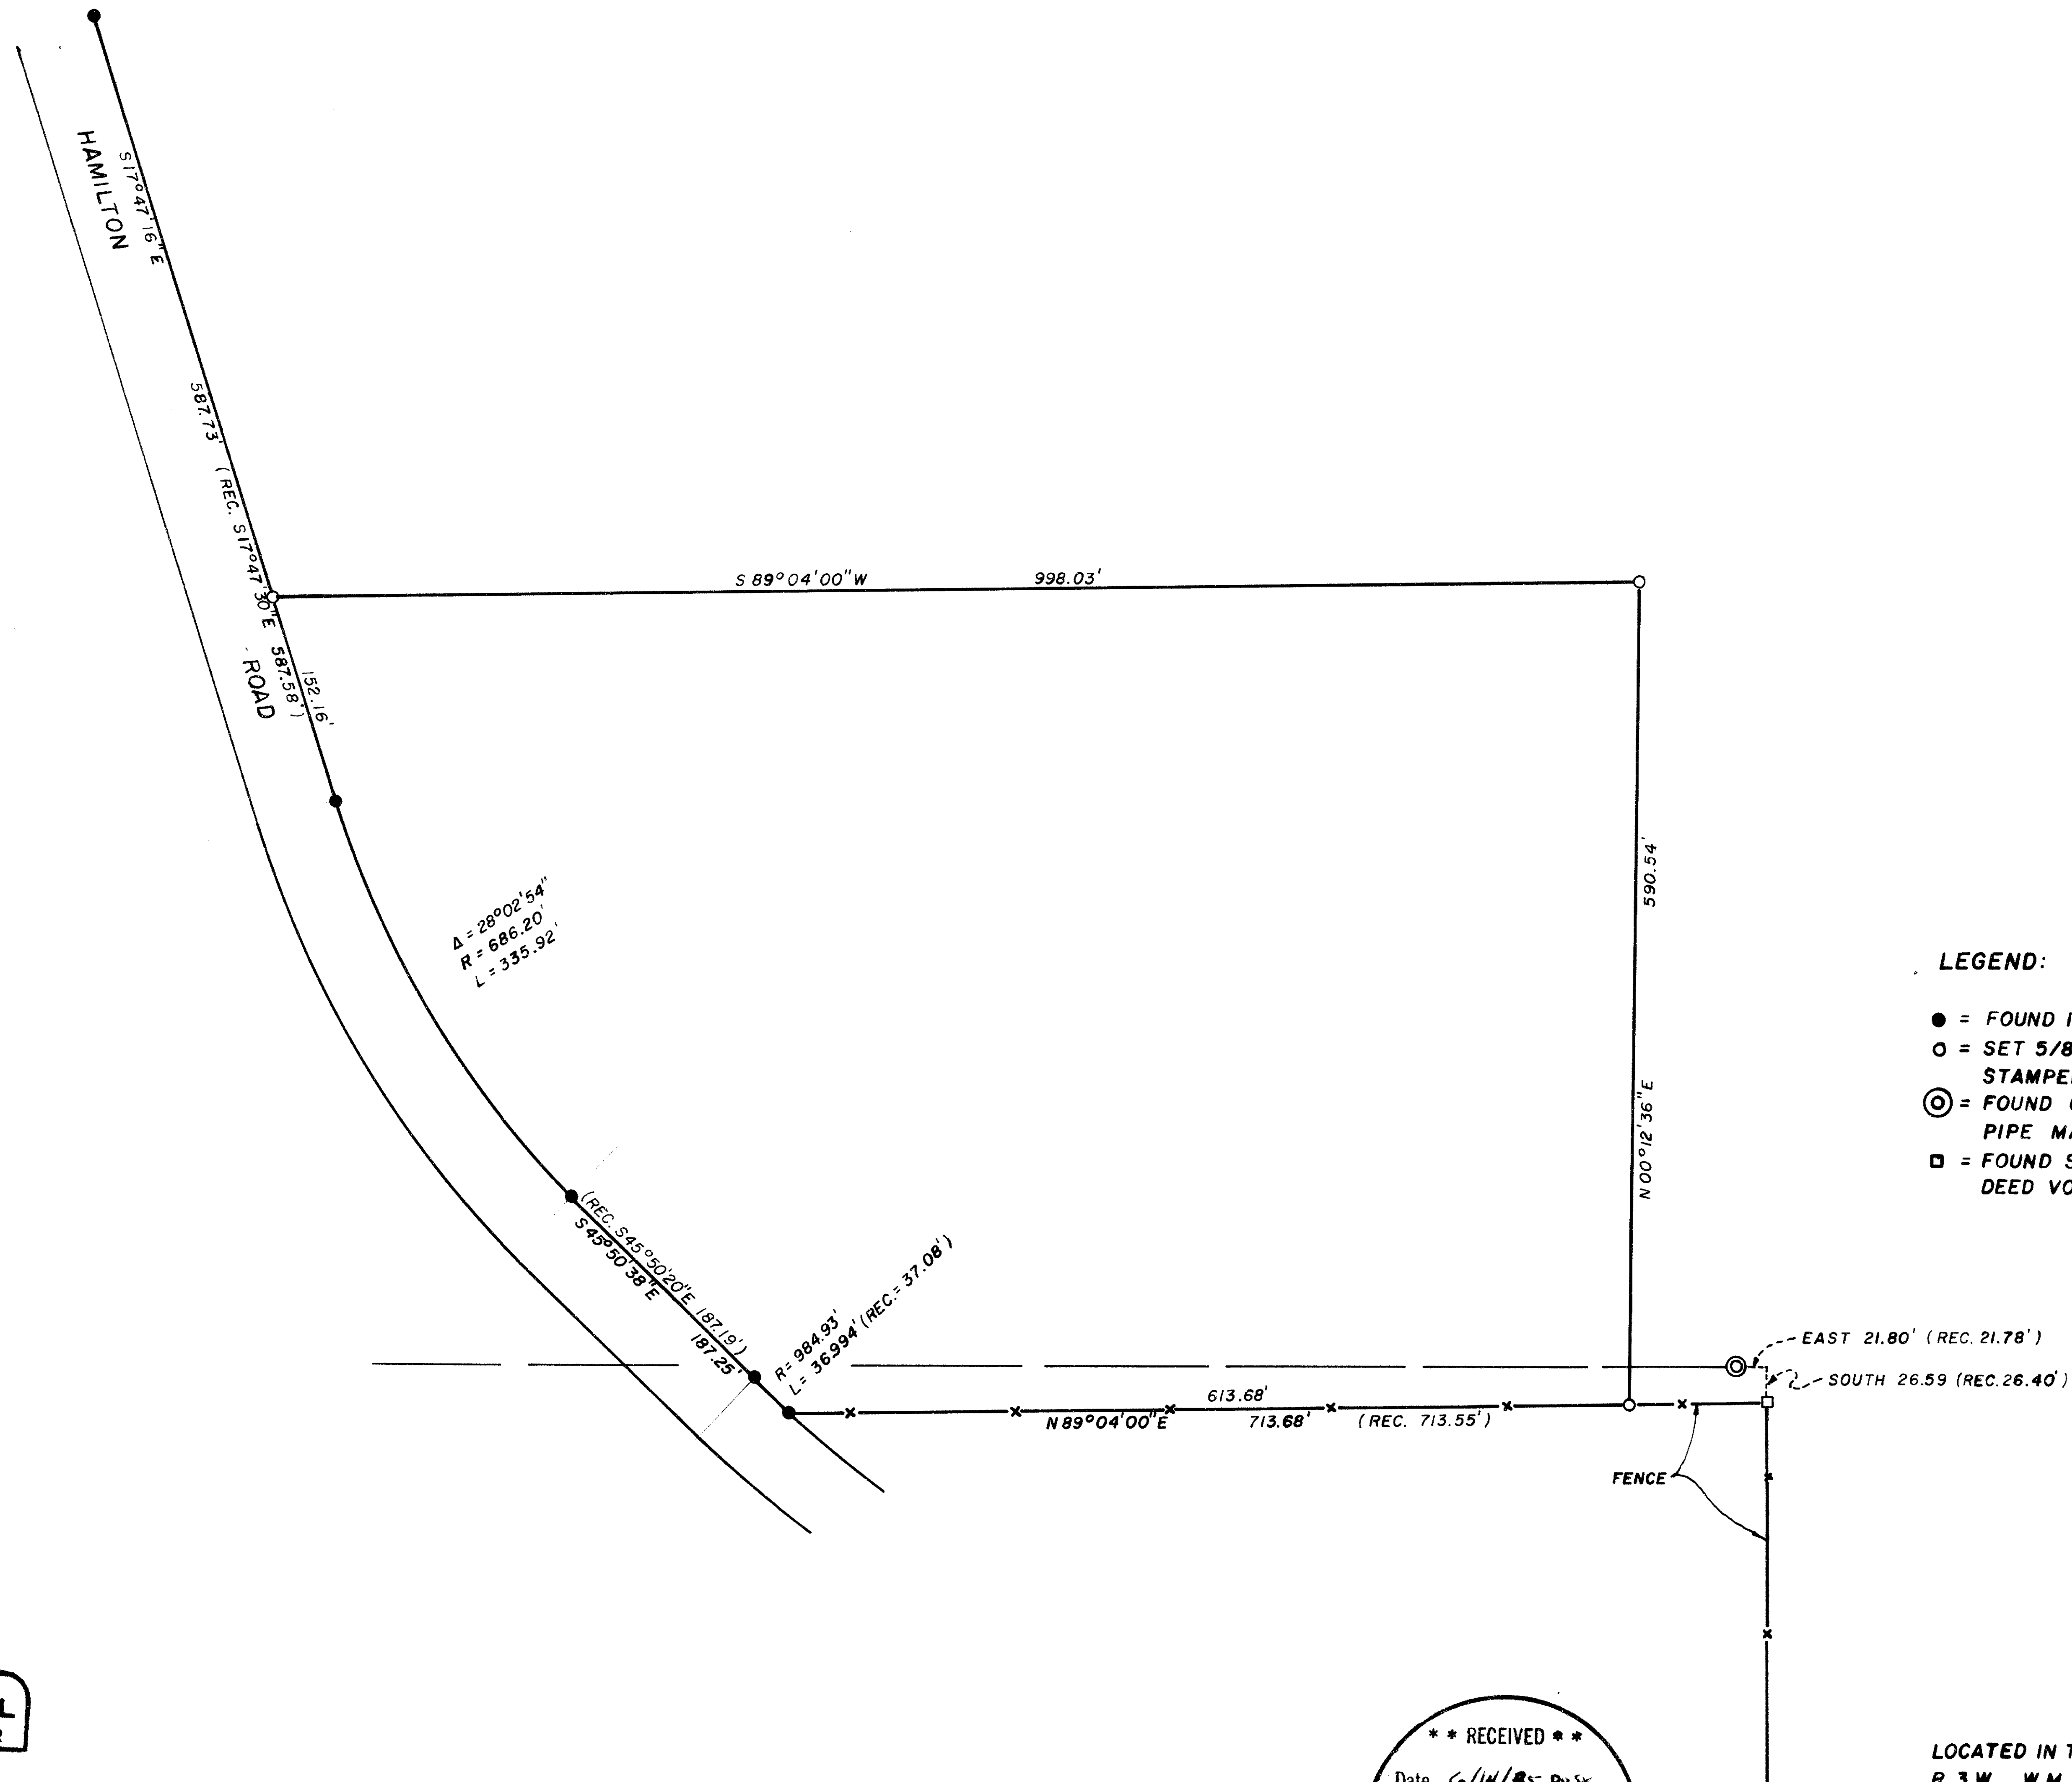 HAMILTON
S17°47'16"E
587.73' (REC. S17°47'30"E 587.58')
ROAD
152.16'
S 89°04'00"W 998.03'
590.54'
N 00°12'36"E
Δ = 28°02'54"
R = 686.20'
L = 335.92'
(REC. S45°50'20"E 187.19')
S45°50'38"E 187.25'
R = 984.93'
L = 36.994' (REC. = 37.08')
613.68'
N 89°04'00"E 713.68' (REC. 713.55')
EAST 21.80' (REC. 21.78')
SOUTH 26.59 (REC. 26.40')
FENCE
LEGEND:
= FOUND
= SET 5/8
STAMPE
= FOUND
PIPE MA
= FOUND S
DEED VO
L
* * RECEIVED * *
Date
LOCATED IN T
R. 3 W., W.M.